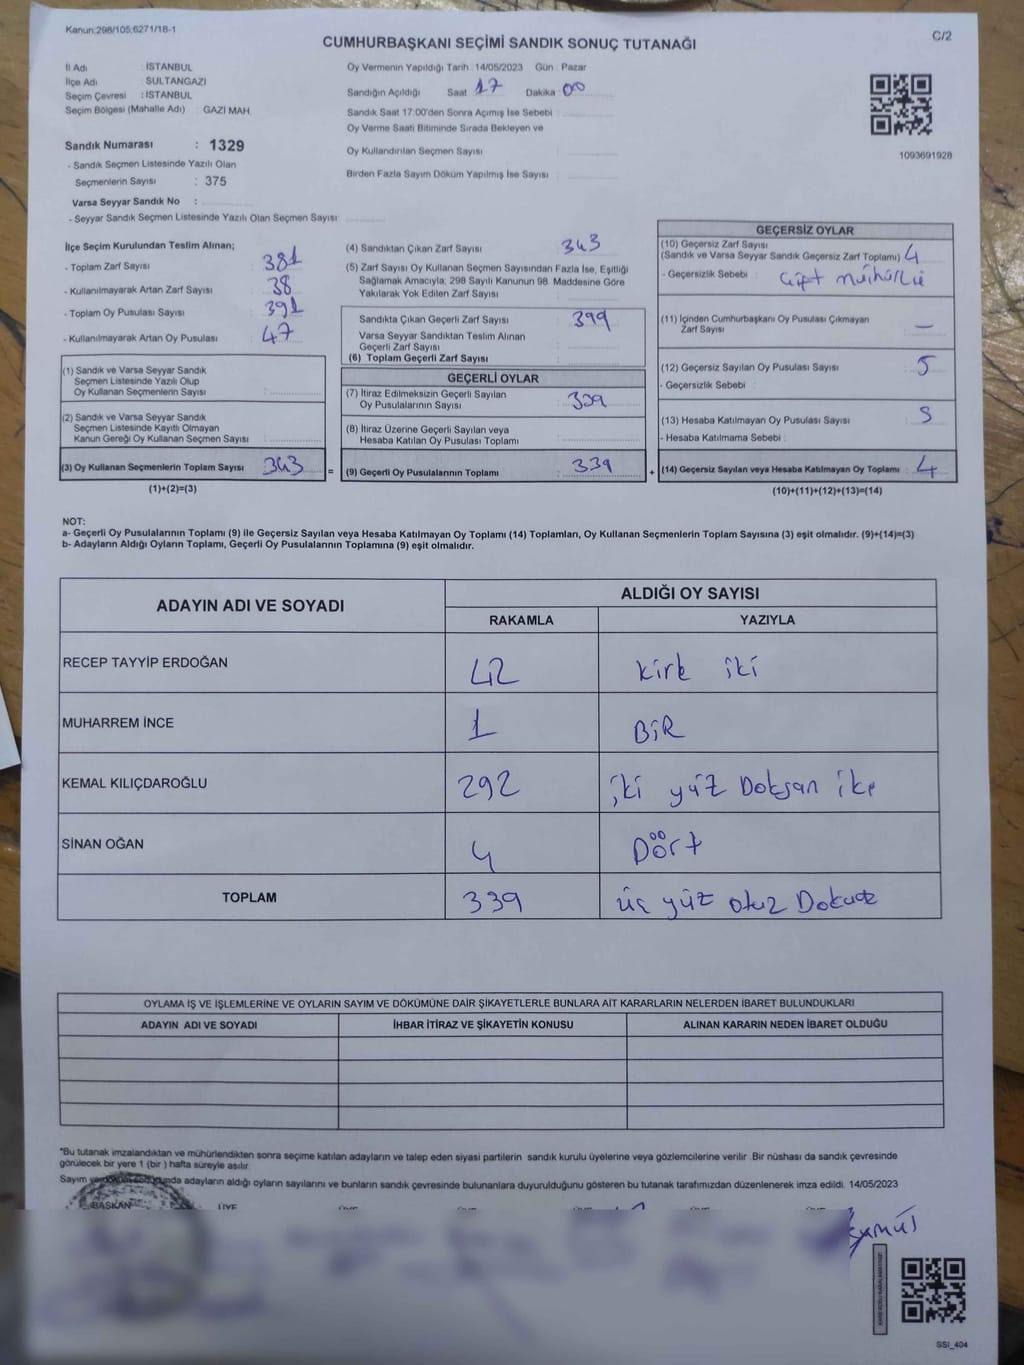 Kanun:298/105;6271/18-1
C/2
CUMHURBAŞKANI SEÇİMİ SANDIK SONUÇ TUTANAĞI
İl Adı : İSTANBUL
İlçe Adı : SULTANGAZİ
Seçim Çevresi : İSTANBUL
Seçim Bölgesi (Mahalle Adı) GAZİ MAH.
Sandık Numarası : 1329
- Sandık Seçmen Listesinde Yazılı Olan
Seçmenlerin Sayısı : 375
Varsa Seyyar Sandık No :
- Seyyar Sandık Seçmen Listesinde Yazılı Olan Seçmen Sayısı:
Oy Vermenin Yapıldığı Tarih : 14/05/2023 Gün : Pazar
Sandığın Açıldığı Saat 17 Dakika 00
Sandık Saat 17:00'den Sonra Açımış İse Sebebi :
Oy Verme Saati Bitiminde Sırada Bekleyen ve
Oy Kullandırılan Seçmen Sayısı :
Birden Fazla Sayım Döküm Yapılmış İse Sayısı :
1093691928
İlçe Seçim Kurulundan Teslim Alınan;
- Toplam Zarf Sayısı : 381
- Kullanılmayarak Artan Zarf Sayısı : 38
- Toplam Oy Pusulası Sayısı : 391
- Kullanılmayarak Artan Oy Pusulası : 47
(1) Sandık ve Varsa Seyyar Sandık
Seçmen Listesinde Yazılı Olup
Oy Kullanan Seçmenlerin Sayısı :
(2) Sandık ve Varsa Seyyar Sandık
Seçmen Listesinde Kayıtlı Olmayan
Kanun Gereği Oy Kullanan Seçmen Sayısı :
(3) Oy Kullanan Seçmenlerin Toplam Sayısı : 343 =
(1)+(2)=(3)
(4) Sandıktan Çıkan Zarf Sayısı : 343
(5) Zarf Sayısı Oy Kullanan Seçmen Sayısından Fazla İse, Eşitliği
Sağlamak Amacıyla; 298 Sayılı Kanunun 98. Maddesine Göre
Yakılarak Yok Edilen Zarf Sayısı :
Sandıkta Çıkan Geçerli Zarf Sayısı : 399
Varsa Seyyar Sandıktan Teslim Alınan
Geçerli Zarf Sayısı :
(6) Toplam Geçerli Zarf Sayısı :
GEÇERLİ OYLAR
(7) İtiraz Edilmeksizin Geçerli Sayılan
Oy Pusulalarının Sayısı : 339
(8) İtiraz Üzerine Geçerli Sayılan veya
Hesaba Katılan Oy Pusulası Toplamı :
(9) Geçerli Oy Pusulalarının Toplamı : 339 +
GEÇERSİZ OYLAR
(10) Geçersiz Zarf Sayısı
(Sandık ve Varsa Seyyar Sandık Geçersiz Zarf Toplamı) : 4
- Geçersizlik Sebebi : Çift mühürlü
(11) İçinden Cumhurbaşkanı Oy Pusulası Çıkmayan
Zarf Sayısı : —
(12) Geçersiz Sayılan Oy Pusulası Sayısı :
- Geçersizlik Sebebi :
(13) Hesaba Katılmayan Oy Pusulası Sayısı :
- Hesaba Katılmama Sebebi :
(14) Geçersiz Sayılan veya Hesaba Katılmayan Oy Toplamı : 4
(10)+(11)+(12)+(13)=(14)
NOT:
a- Geçerli Oy Pusulalarının Toplamı (9) ile Geçersiz Sayılan veya Hesaba Katılmayan Oy Toplamı (14) Toplamları, Oy Kullanan Seçmenlerin Toplam Sayısına (3) eşit olmalıdır. (9)+(14)=(3)
b- Adayların Aldığı Oyların Toplamı, Geçerli Oy Pusulalarının Toplamına (9) eşit olmalıdır.
ADAYIN ADI VE SOYADI
ALDIĞI OY SAYISI
RAKAMLA YAZIYLA
RECEP TAYYİP ERDOĞAN 42 kirk iki
MUHARREM İNCE 1 BİR
KEMAL KILIÇDAROĞLU 292 iki yüz Doksan iki
SİNAN OĞAN 4 Dört
TOPLAM 339 üç yüz otuz Dokuz
OYLAMA İŞ VE İŞLEMLERİNE VE OYLARIN SAYIM VE DÖKÜMÜNE DAİR ŞİKAYETLERLE BUNLARA AİT KARARLARIN NELERDEN İBARET BULUNDUKLARI
ADAYIN ADI VE SOYADI İHBAR İTİRAZ VE ŞİKAYETİN KONUSU ALINAN KARARIN NEDEN İBARET OLDUĞU
*Bu tutanak imzalandıktan ve mühürlendikten sonra seçime katılan adayların ve talep eden siyasi partilerin sandık kurulu üyelerine veya gözlemcilerine verilir. Bir nüshası da sandık çevresinde
görülecek bir yere 1 (bir ) hafta süreyle asılır.
Sayım ve adayların aldığı oyların sayılarını ve bunların sandık çevresinde bulunanlara duyurulduğunu gösteren bu tutanak tarafımızdan düzenlenerek imza edildi. 14/05/2023
BAŞKAN ÜYE
SSİ_404